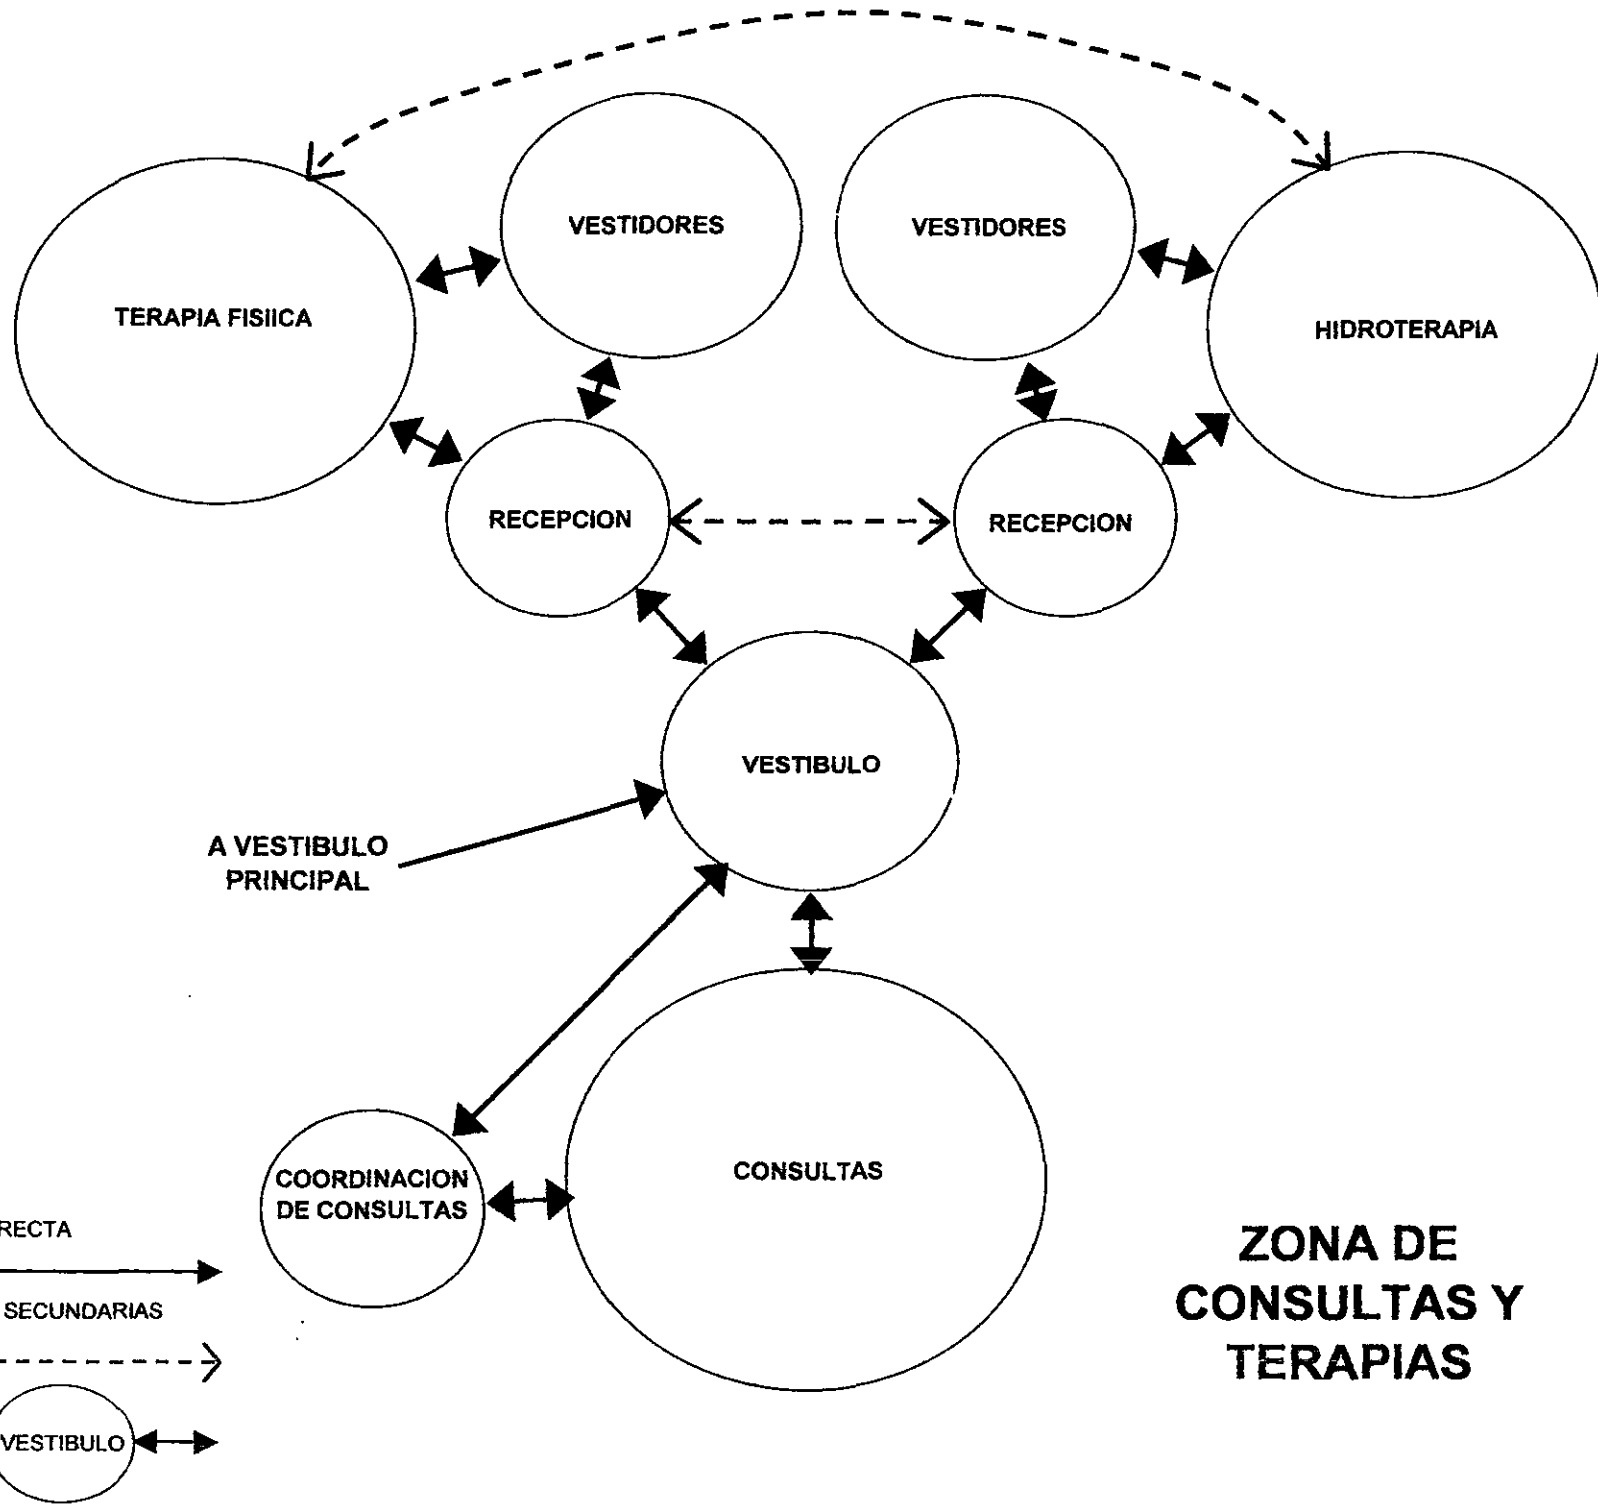 VESTIDORES
VESTIDORES
TERAPIA FISIICA
HIDROTERAPIA
RECEPCION
RECEPCION
VESTIBULO
A VESTIBULO
PRINCIPAL
COORDINACION
DE CONSULTAS
CONSULTAS
RECTA
SECUNDARIAS
VESTIBULO
ZONA DE
CONSULTAS Y
TERAPIAS